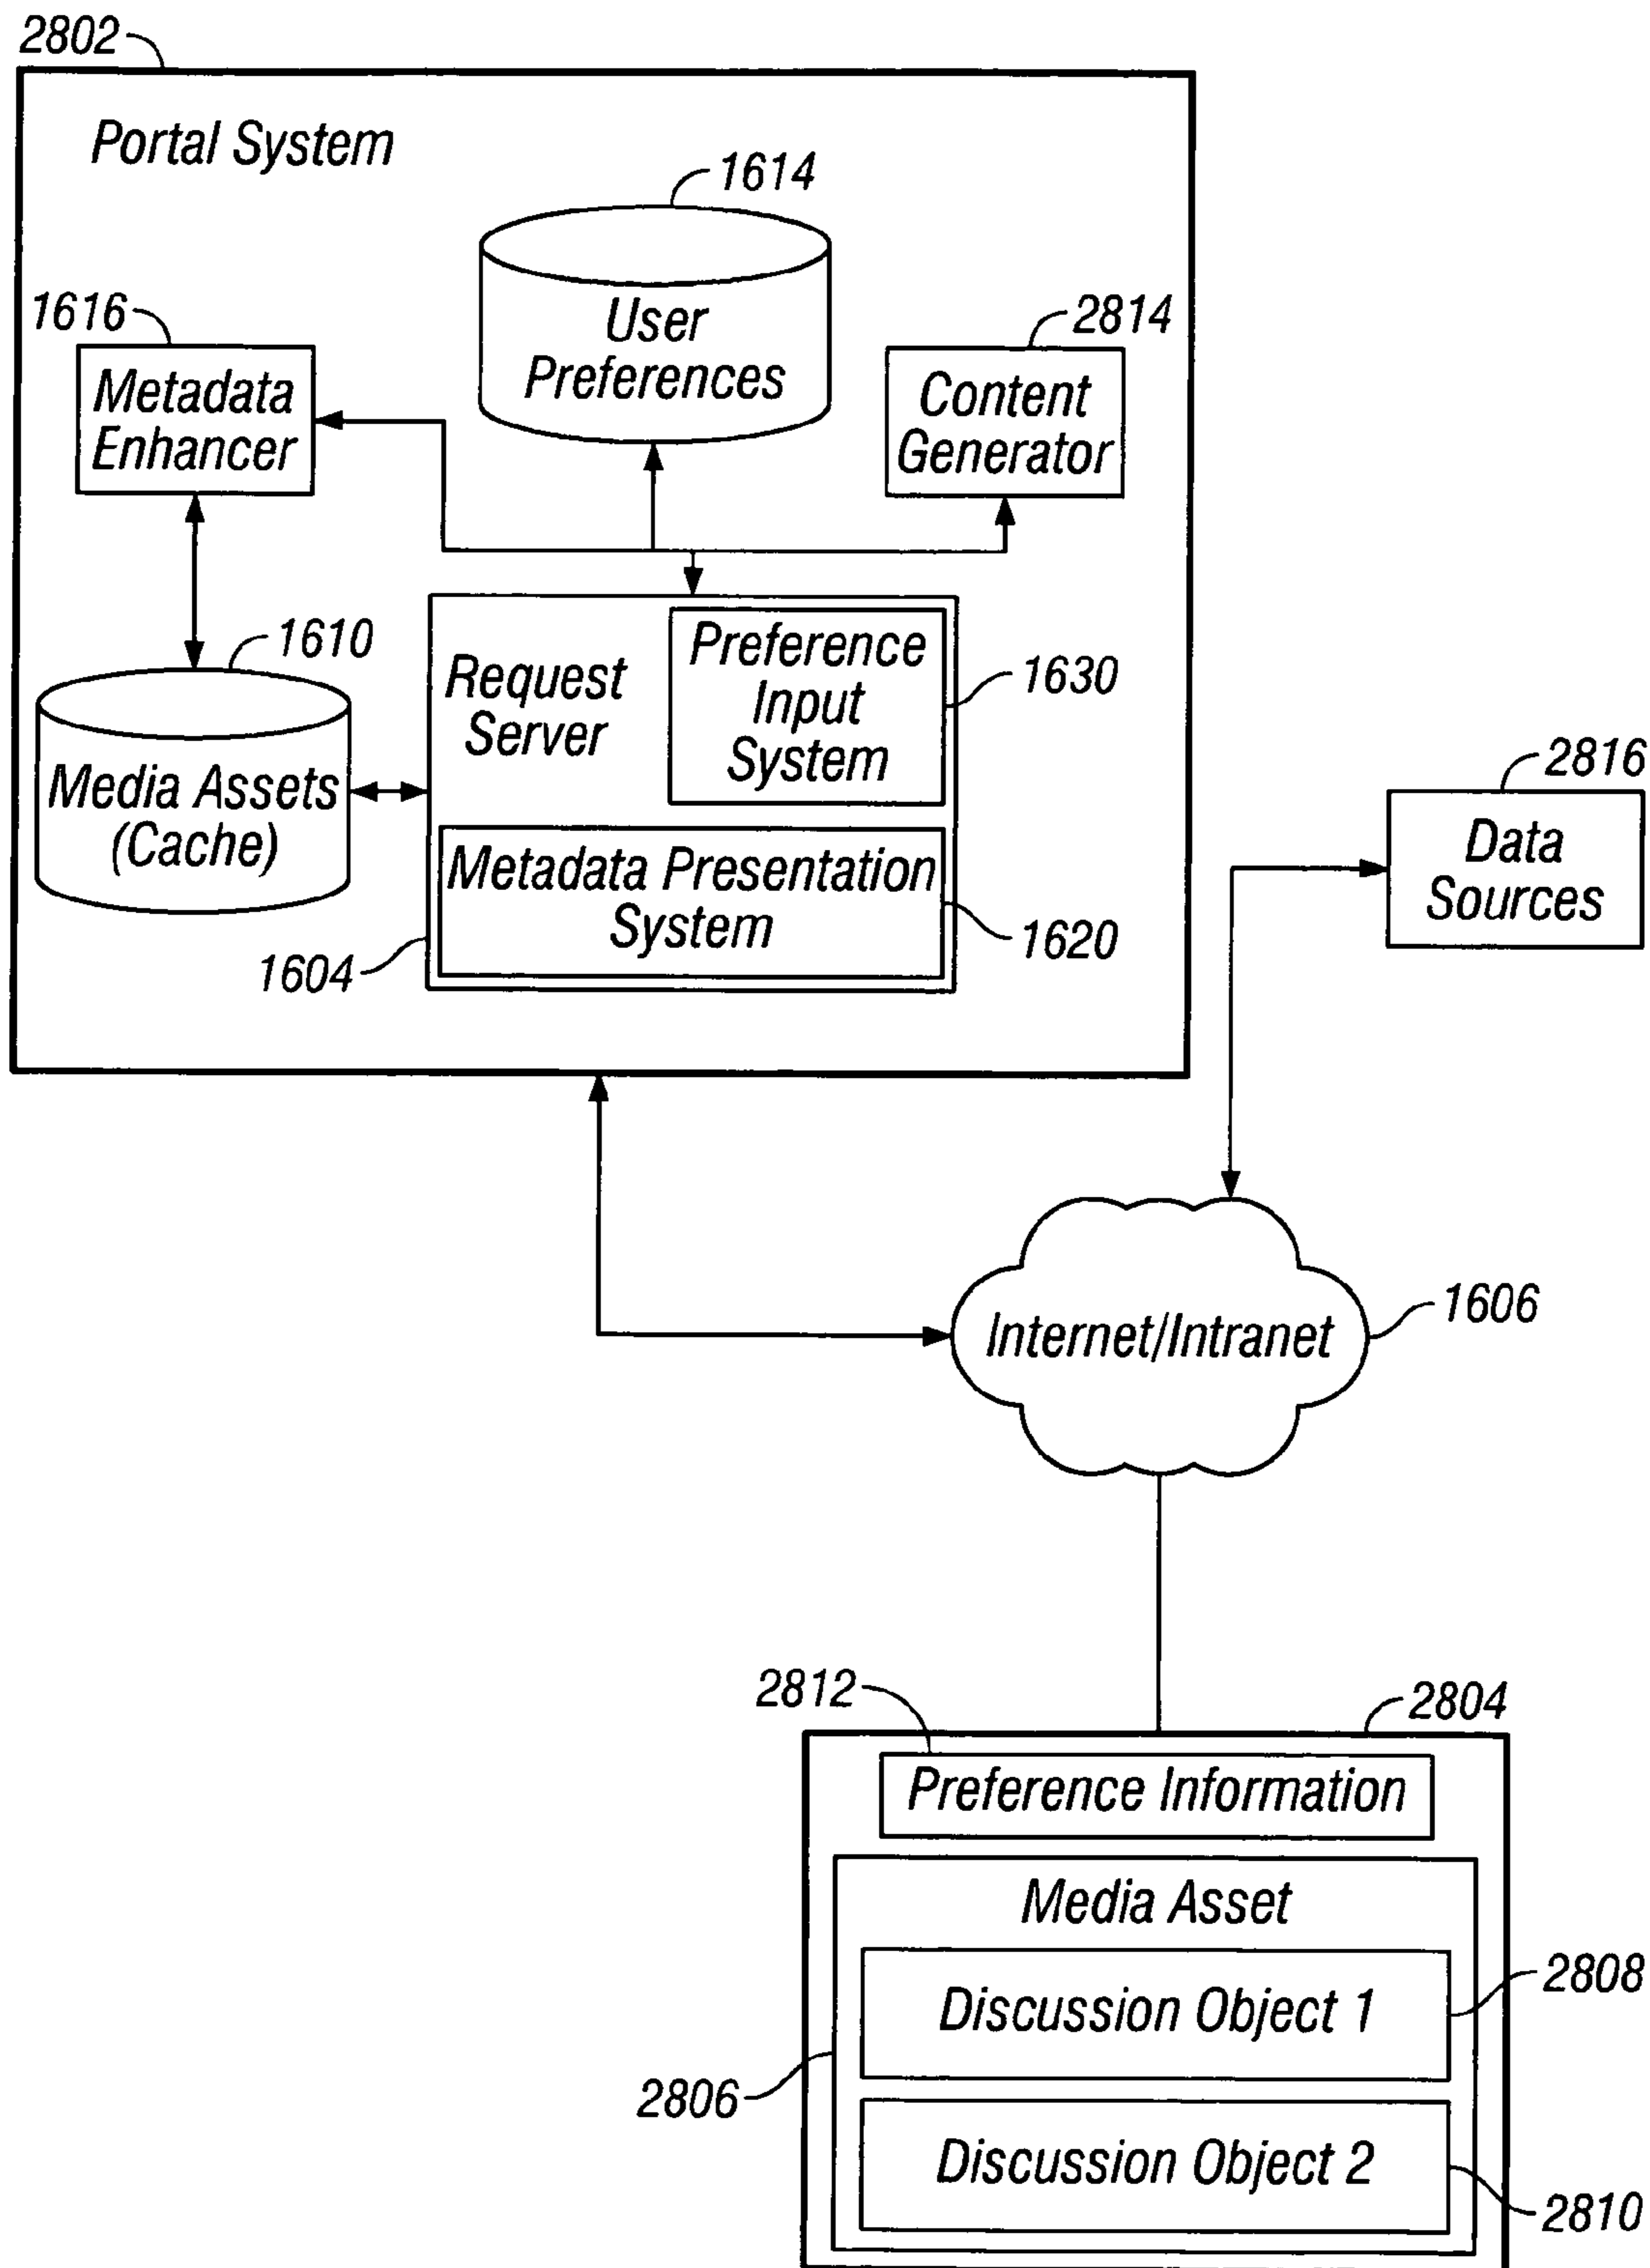 2802
Portal System
1614
1616
User
Preferences
2814
Metadata
Enhancer
Content
Generator
1610
Request
Server
Preference
Input
System
1630
Media Assets
(Cache)
Metadata Presentation
System
1604
1620
2816
Data
Sources
Internet/Intranet
1606
2812
2804
Preference Information
Media Asset
Discussion Object 1
2808
2806
Discussion Object 2
2810